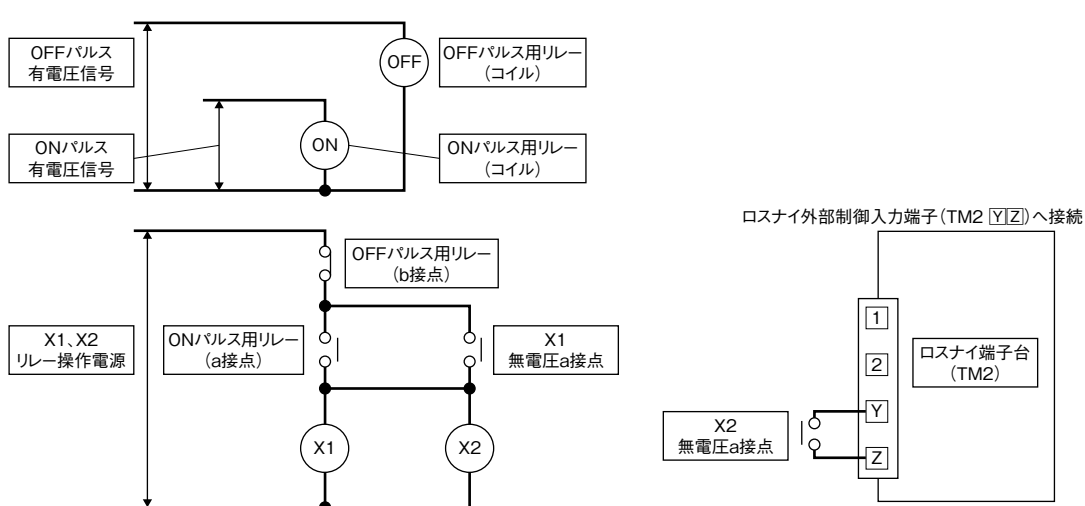 OFFパルス
有電圧信号
OFF
OFFパルス用リレー
(コイル)
ONパルス
有電圧信号
ON
ONパルス用リレー
(コイル)
ロスナイ外部制御入力端子(TM2 YZ)へ接続
OFFパルス用リレー
(b接点)
X1、X2
リレー操作電源
ONパルス用リレー
(a接点)
X1
無電圧a接点
X1
X2
1
2
Y
Z
ロスナイ端子台
(TM2)
X2
無電圧a接点